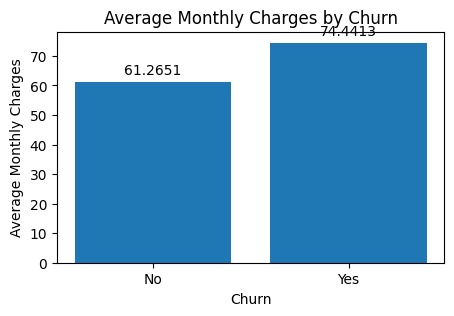 Average Monthly Charges by Churn
74.4413
61.2651
70
60
50
40
30
20
10
0
Average Monthly Charges
No
Yes
Churn